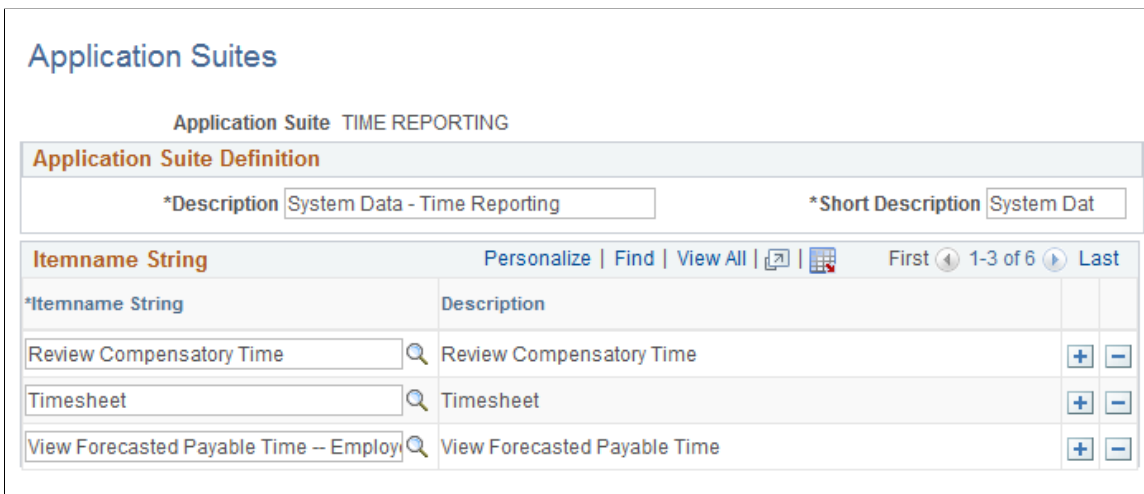 Application Suites
Application Suite TIME REPORTING
Application Suite Definition
*Description System Data - Time Reporting *Short Description System Dat
Itemname String Personalize | Find | View All | | First 1-3 of 6 Last
*Itemname String Description
Review Compensatory Time Review Compensatory Time
Timesheet Timesheet
View Forecasted Payable Time -- Employ View Forecasted Payable Time